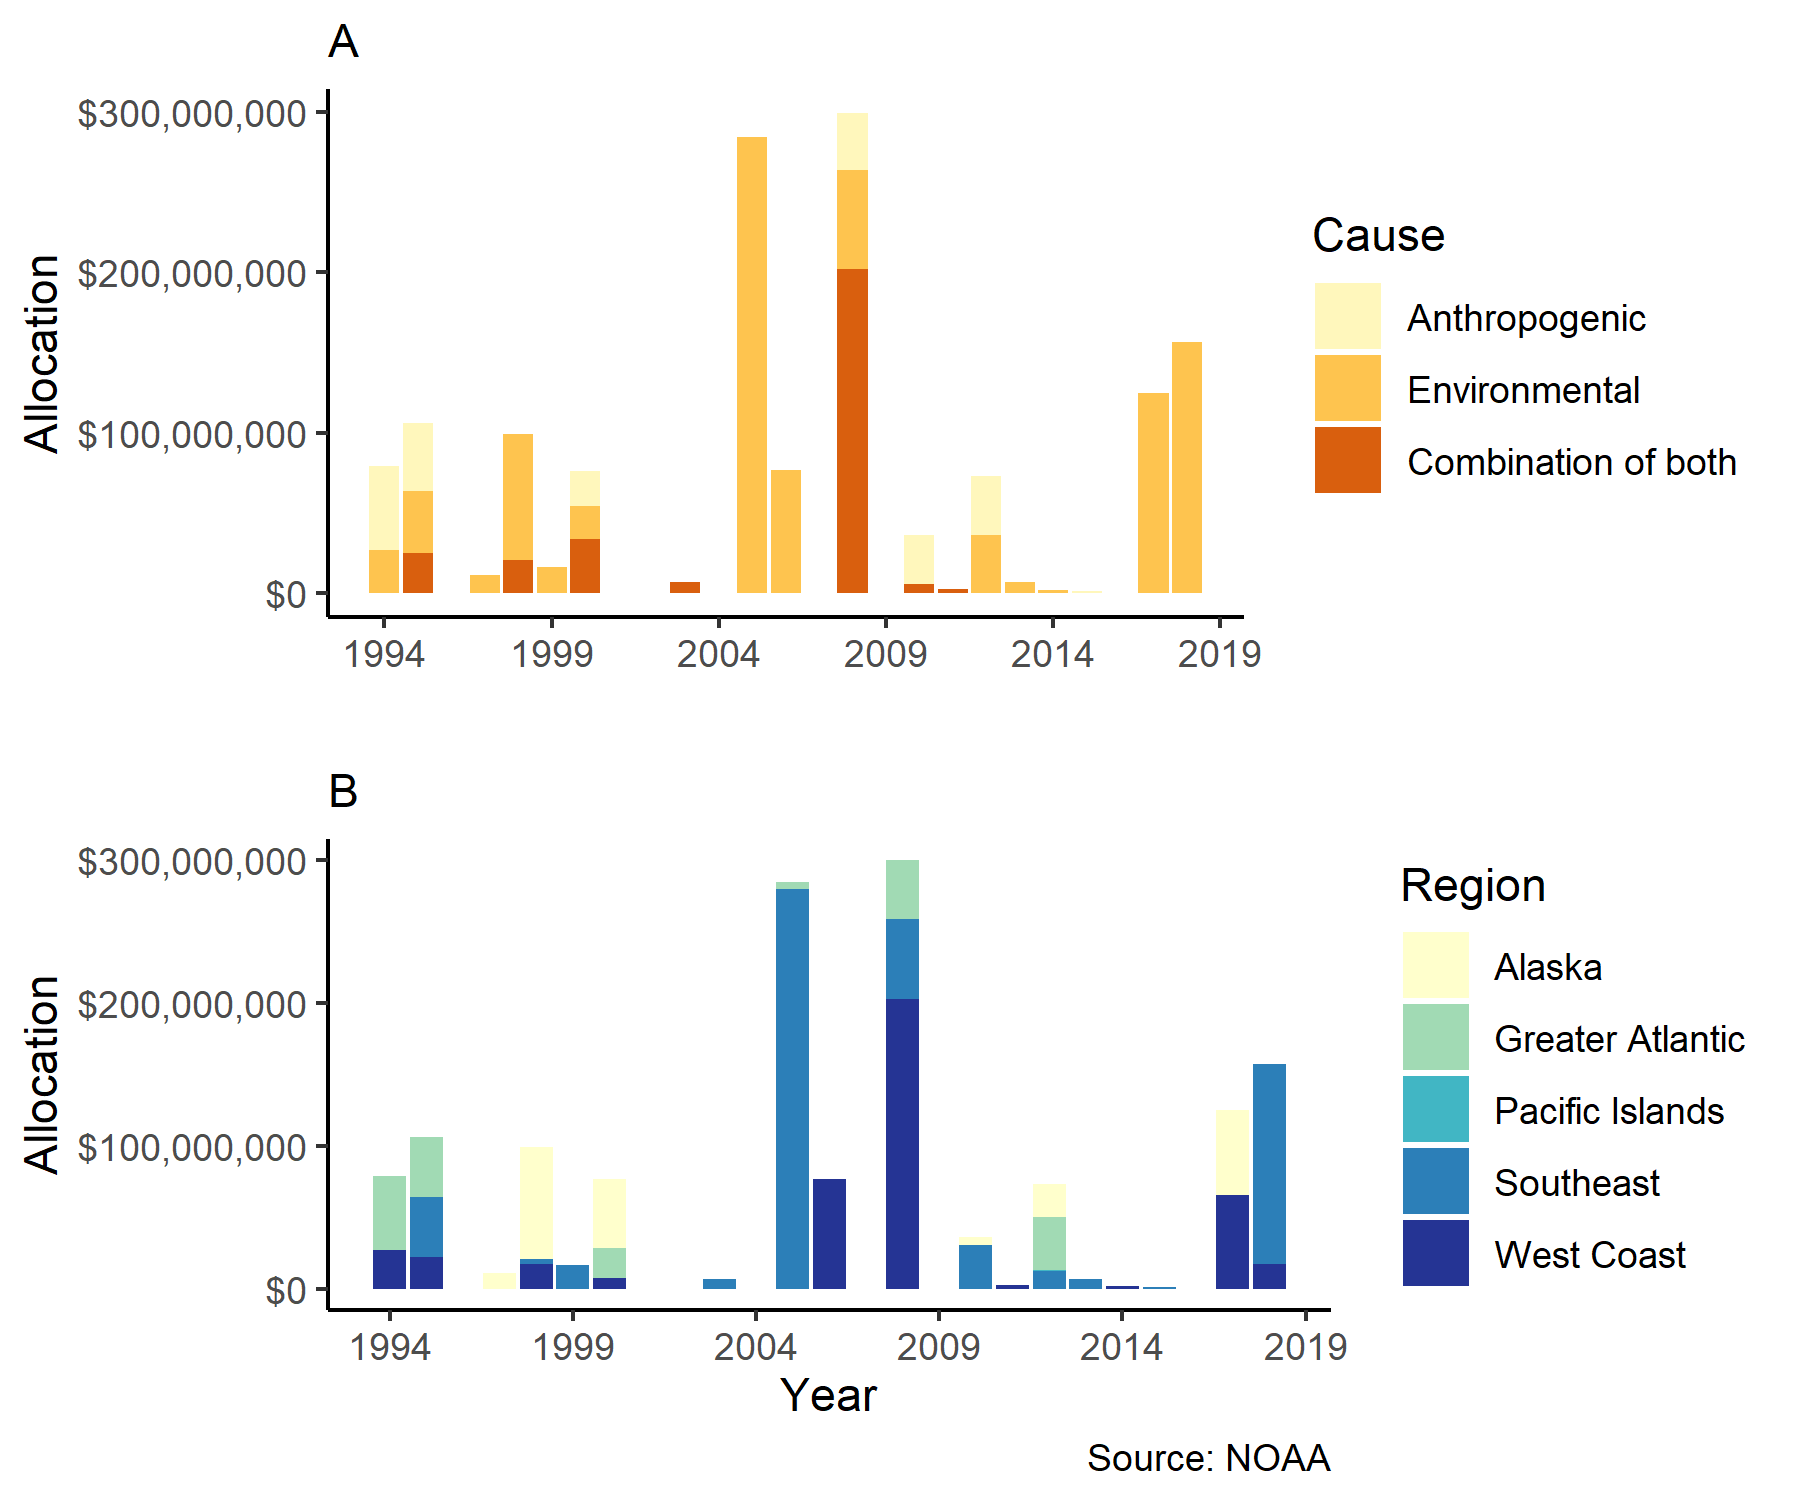 A
$300,000,000
$200,000,000
$100,000,000
$0
Allocation
1994 1999 2004 2009 2014 2019
Cause
Anthropogenic
Environmental
Combination of both
B
$300,000,000
$200,000,000
$100,000,000
$0
Allocation
1994 1999 2004 2009 2014 2019
Year
Region
Alaska
Greater Atlantic
Pacific Islands
Southeast
West Coast
Source: NOAA